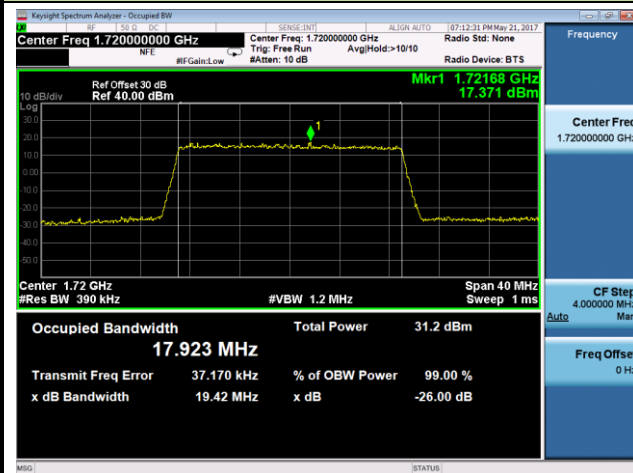 Keysight Spectrum Analyzer - Occupied BW
RF 50 Ω DC SENSE:INT ALIGN AUTO 07:12:31 PM May 21, 2017
Center Freq 1.720000000 GHz
NFE
#IFGain:Low
Center Freq: 1.720000000 GHz
Trig: Free Run Avg|Hold:>10/10
#Atten: 10 dB
Radio Std: None
Radio Device: BTS
Frequency
Ref Offset 30 dB
10 dB/div Ref 40.00 dBm
Mkr1 1.72168 GHz
17.371 dBm
Log
30.0
20.0
10.0
0.00
-10.0
-20.0
-30.0
-40.0
-50.0
1
Center 1.72 GHz Span 40 MHz
#Res BW 390 kHz #VBW 1.2 MHz Sweep 1 ms
Center Freq
1.720000000 GHz
CF Step
4.000000 MHz
Auto Man
Freq Offset
0 Hz
Occupied Bandwidth Total Power 31.2 dBm
17.923 MHz
Transmit Freq Error 37.170 kHz % of OBW Power 99.00 %
x dB Bandwidth 19.42 MHz x dB -26.00 dB
MSG STATUS